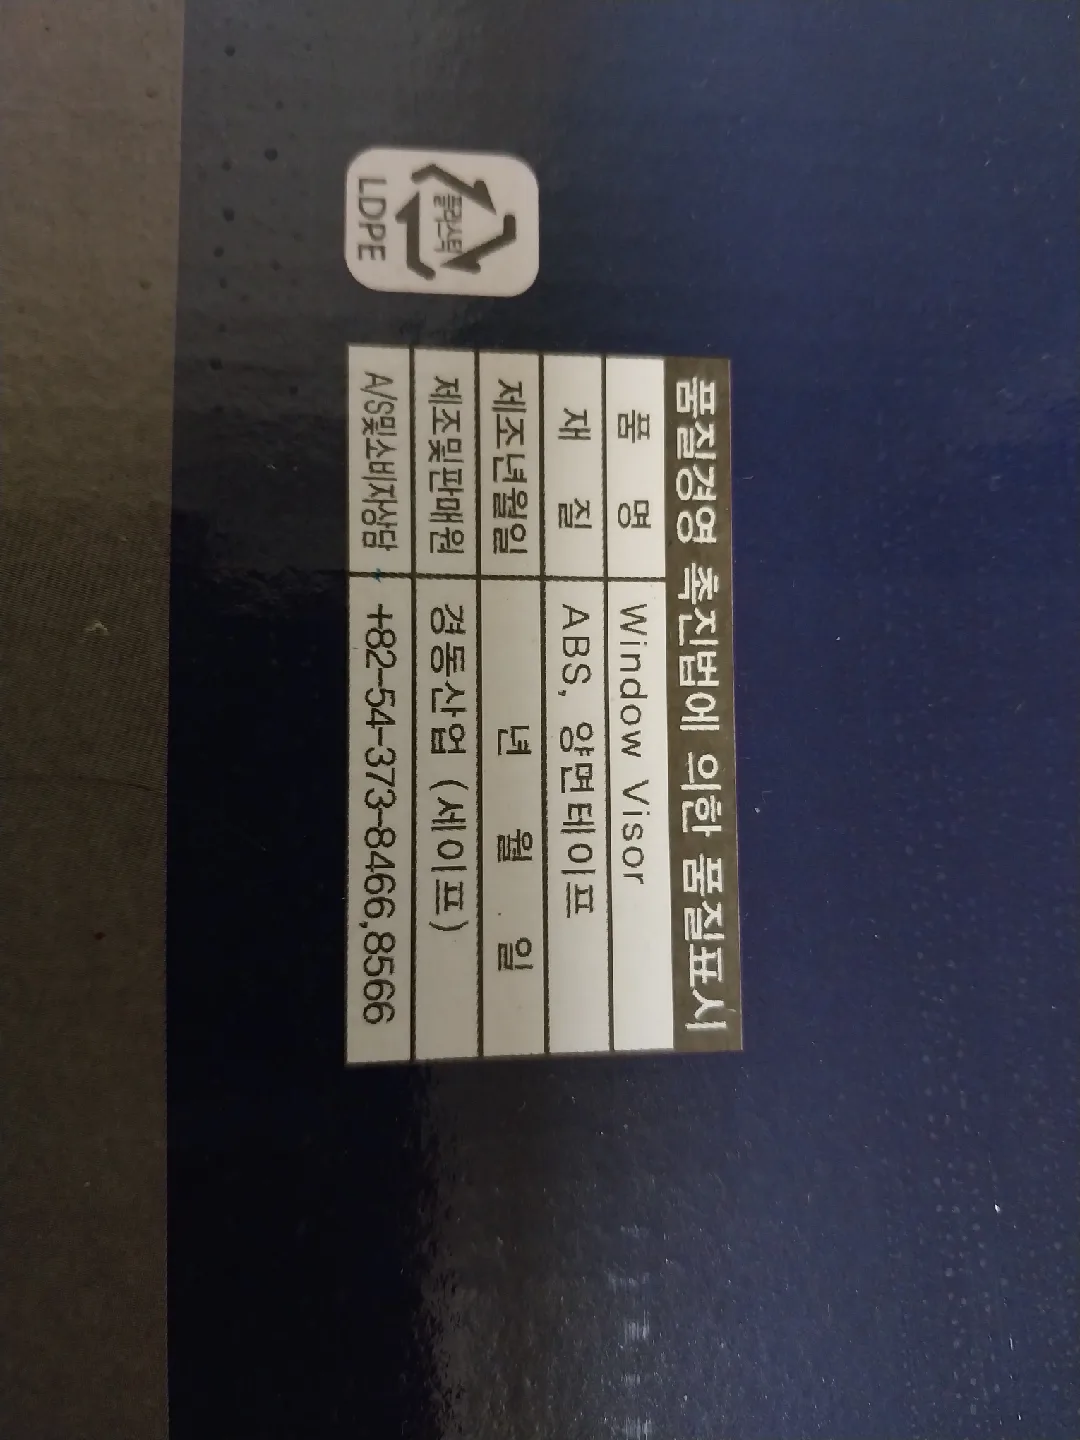 플라스틱
LDPE
품질경영 촉진법에 의한 품질표시
품 명 Window Visor
재 질 ABS, 양면테이프
제조년월일 년 월 일
제조및판매원 경동산업 (세이프)
A/S및소비자상담 +82-54-373-8466,8566